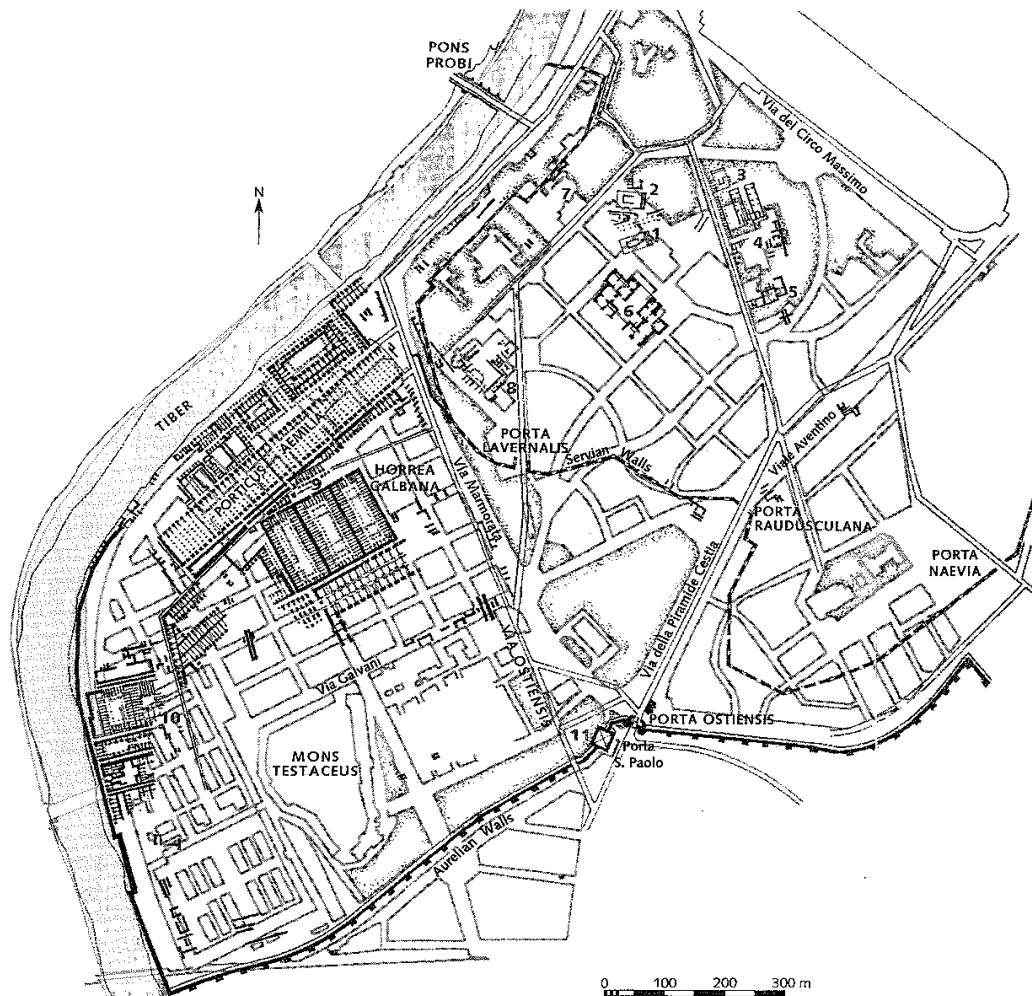 PONS
PROBI
Via del Circo Massimo
N
3
2
7
1
4
5
6
8
TIBER
PORTICUS AEMILIA
PORTA
LAVERNALIS
Servian Walls
Viale Aventino
HORREA
GALBANA
9
Via Marmorata
PORTA
RAUDUSCULANA
PORTA
NAEVIA
Via della Piramide Cestia
VIA OSTIENSIS
Via Galvani
10
11
PORTA OSTIENSIS
Porta
S. Paolo
MONS
TESTACEUS
Aurelian Walls
0 100 200 300 m